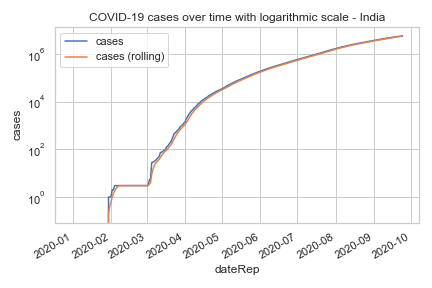 COVID-19 cases over time with logarithmic scale - India
cases
cases (rolling)
10^6
10^4
10^2
10^0
cases
2020-01
2020-02
2020-03
2020-04
2020-05
2020-06
2020-07
2020-08
2020-09
2020-10
dateRep